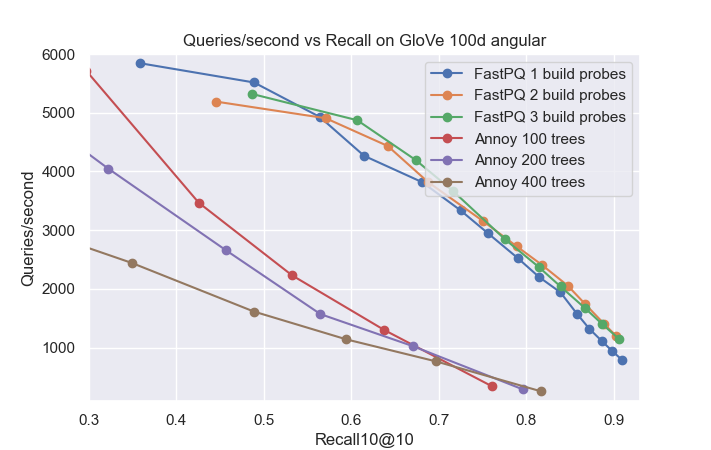 Queries/second vs Recall on GloVe 100d angular
6000
5000
4000
3000
2000
1000
Queries/second
FastPQ 1 build probes
FastPQ 2 build probes
FastPQ 3 build probes
Annoy 100 trees
Annoy 200 trees
Annoy 400 trees
0.3 0.4 0.5 0.6 0.7 0.8 0.9
Recall10@10